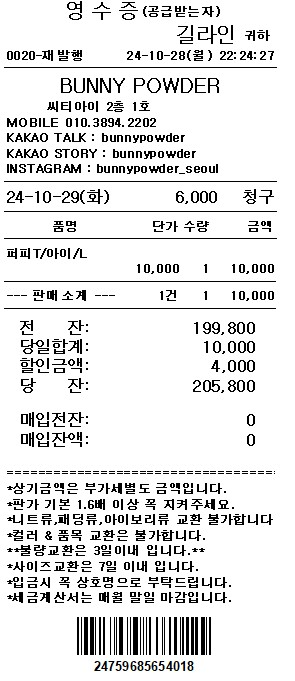 영 수 증(공급받는자)
길라인 귀하
0020-재발행 24-10-28(월) 22:24:27
BUNNY POWDER
씨티아이 2층 1호
MOBILE 010.3894.2202
KAKAO TALK : bunnypowder
KAKAO STORY : bunnypowder
INSTAGRAM : bunnypowder_seoul
24-10-29(화) 6,000 청구
품명 단가 수량 금액
퍼피T/아이/L
10,000 1 10,000
--- 판매 소계 --- 1건 1 10,000
전 잔: 199,800
당일합계: 10,000
할인금액: 4,000
당 잔: 205,800
매입전잔: 0
매입잔액: 0
================================
*상기금액은 부가세별도 금액입니다.
*판가 기본 1.6배 이상 꼭 지켜주세요.
*니트류,패딩류,아이보리류 교환 불가합니다
*컬러 & 품목 교환은 불가합니다.
**불량교환은 3일이내 입니다.**
*사이즈교환은 7일 이내 입니다.
*입금시 꼭 상호명으로 부탁드립니다.
*세금계산서는 매월 말일 마감입니다.
24759685654018